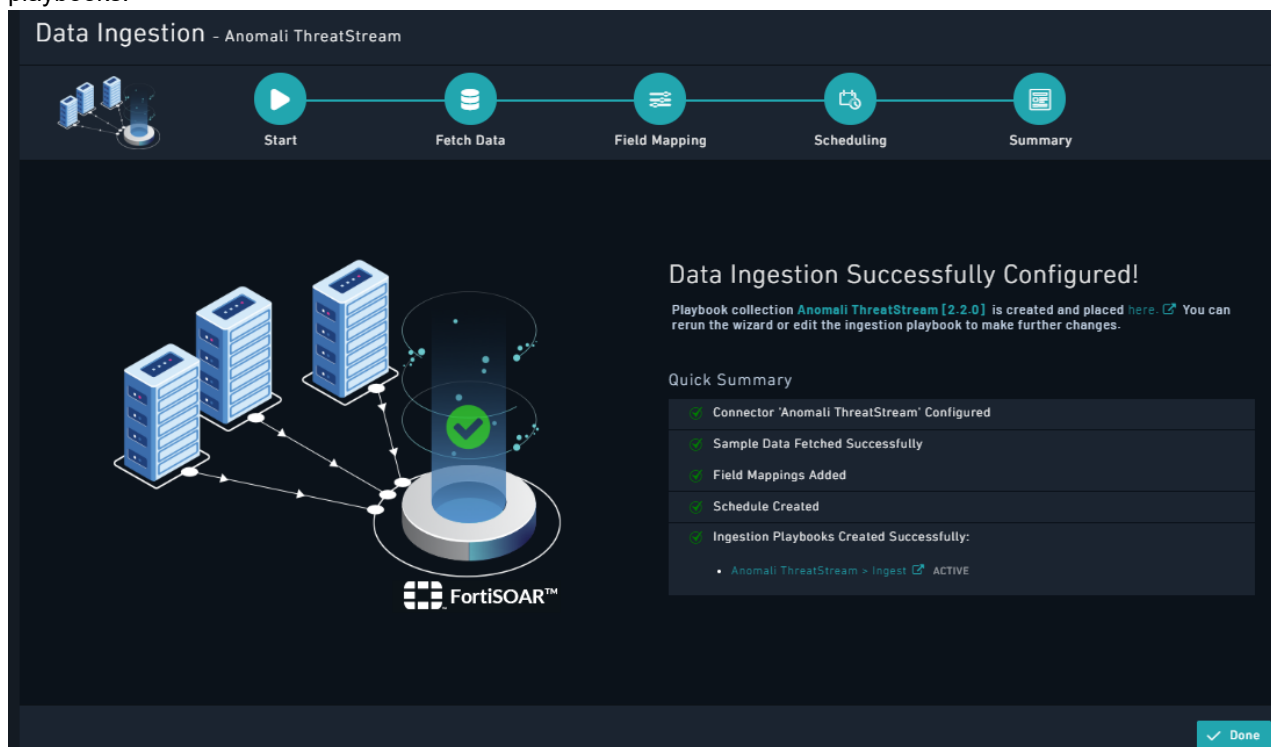 playbooks.
Data Ingestion - Anomali ThreatStream
Start
Fetch Data
Field Mapping
Scheduling
Summary
Data Ingestion Successfully Configured!
Playbook collection Anomali ThreatStream [2.2.0] is created and placed here. You can
rerun the wizard or edit the ingestion playbook to make further changes.
Quick Summary
Connector 'Anomali ThreatStream' Configured
Sample Data Fetched Successfully
Field Mappings Added
Schedule Created
Ingestion Playbooks Created Successfully:
• Anomali ThreatStream > Ingest ACTIVE
FortiSOAR™
Done